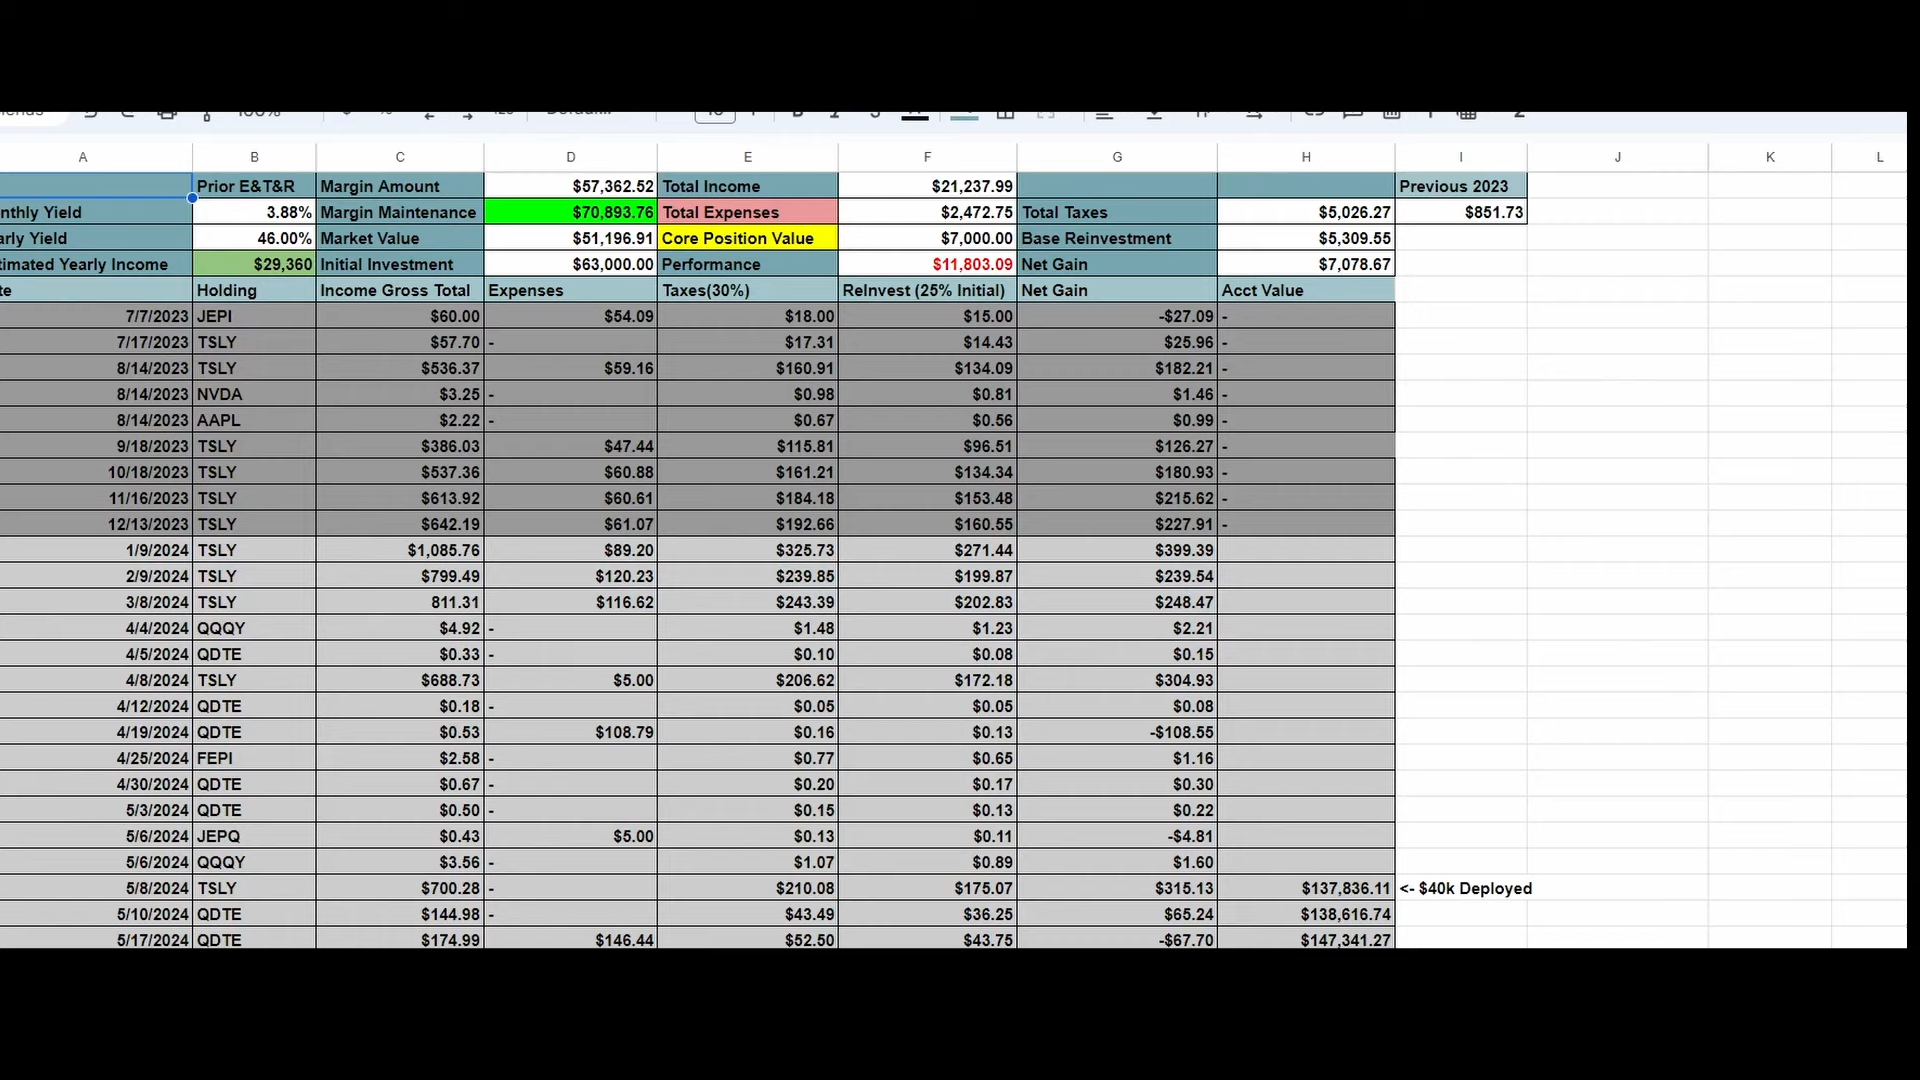 A B C D E F G H I J K L
Prior E&T&R Margin Amount $57,362.52 Total Income $21,237.99 Previous 2023
nthly Yield 3.88% Margin Maintenance $70,893.76 Total Expenses $2,472.75 Total Taxes $5,026.27 $851.73
arly Yield 46.00% Market Value $51,196.91 Core Position Value $7,000.00 Base Reinvestment $5,309.55
timated Yearly Income $29,360 Initial Investment $63,000.00 Performance $11,803.09 Net Gain $7,078.67
te Holding Income Gross Total Expenses Taxes(30%) ReInvest (25% Initial) Net Gain Acct Value
7/7/2023 JEPI $60.00 $54.09 $18.00 $15.00 -$27.09 -
7/17/2023 TSLY $57.70 - $17.31 $14.43 $25.96 -
8/14/2023 TSLY $536.37 $59.16 $160.91 $134.09 $182.21 -
8/14/2023 NVDA $3.25 - $0.98 $0.81 $1.46 -
8/14/2023 AAPL $2.22 - $0.67 $0.56 $0.99 -
9/18/2023 TSLY $386.03 $47.44 $115.81 $96.51 $126.27 -
10/18/2023 TSLY $537.36 $60.88 $161.21 $134.34 $180.93 -
11/16/2023 TSLY $613.92 $60.61 $184.18 $153.48 $215.62 -
12/13/2023 TSLY $642.19 $61.07 $192.66 $160.55 $227.91 -
1/9/2024 TSLY $1,085.76 $89.20 $325.73 $271.44 $399.39
2/9/2024 TSLY $799.49 $120.23 $239.85 $199.87 $239.54
3/8/2024 TSLY 811.31 $116.62 $243.39 $202.83 $248.47
4/4/2024 QQQY $4.92 - $1.48 $1.23 $2.21
4/5/2024 QDTE $0.33 - $0.10 $0.08 $0.15
4/8/2024 TSLY $688.73 $5.00 $206.62 $172.18 $304.93
4/12/2024 QDTE $0.18 - $0.05 $0.05 $0.08
4/19/2024 QDTE $0.53 $108.79 $0.16 $0.13 -$108.55
4/25/2024 FEPI $2.58 - $0.77 $0.65 $1.16
4/30/2024 QDTE $0.67 - $0.20 $0.17 $0.30
5/3/2024 QDTE $0.50 - $0.15 $0.13 $0.22
5/6/2024 JEPQ $0.43 $5.00 $0.13 $0.11 -$4.81
5/6/2024 QQQY $3.56 - $1.07 $0.89 $1.60
5/8/2024 TSLY $700.28 - $210.08 $175.07 $315.13 $137,836.11 <- $40k Deployed
5/10/2024 QDTE $144.98 - $43.49 $36.25 $65.24 $138,616.74
5/17/2024 QDTE $174.99 $146.44 $52.50 $43.75 -$67.70 $147,341.27